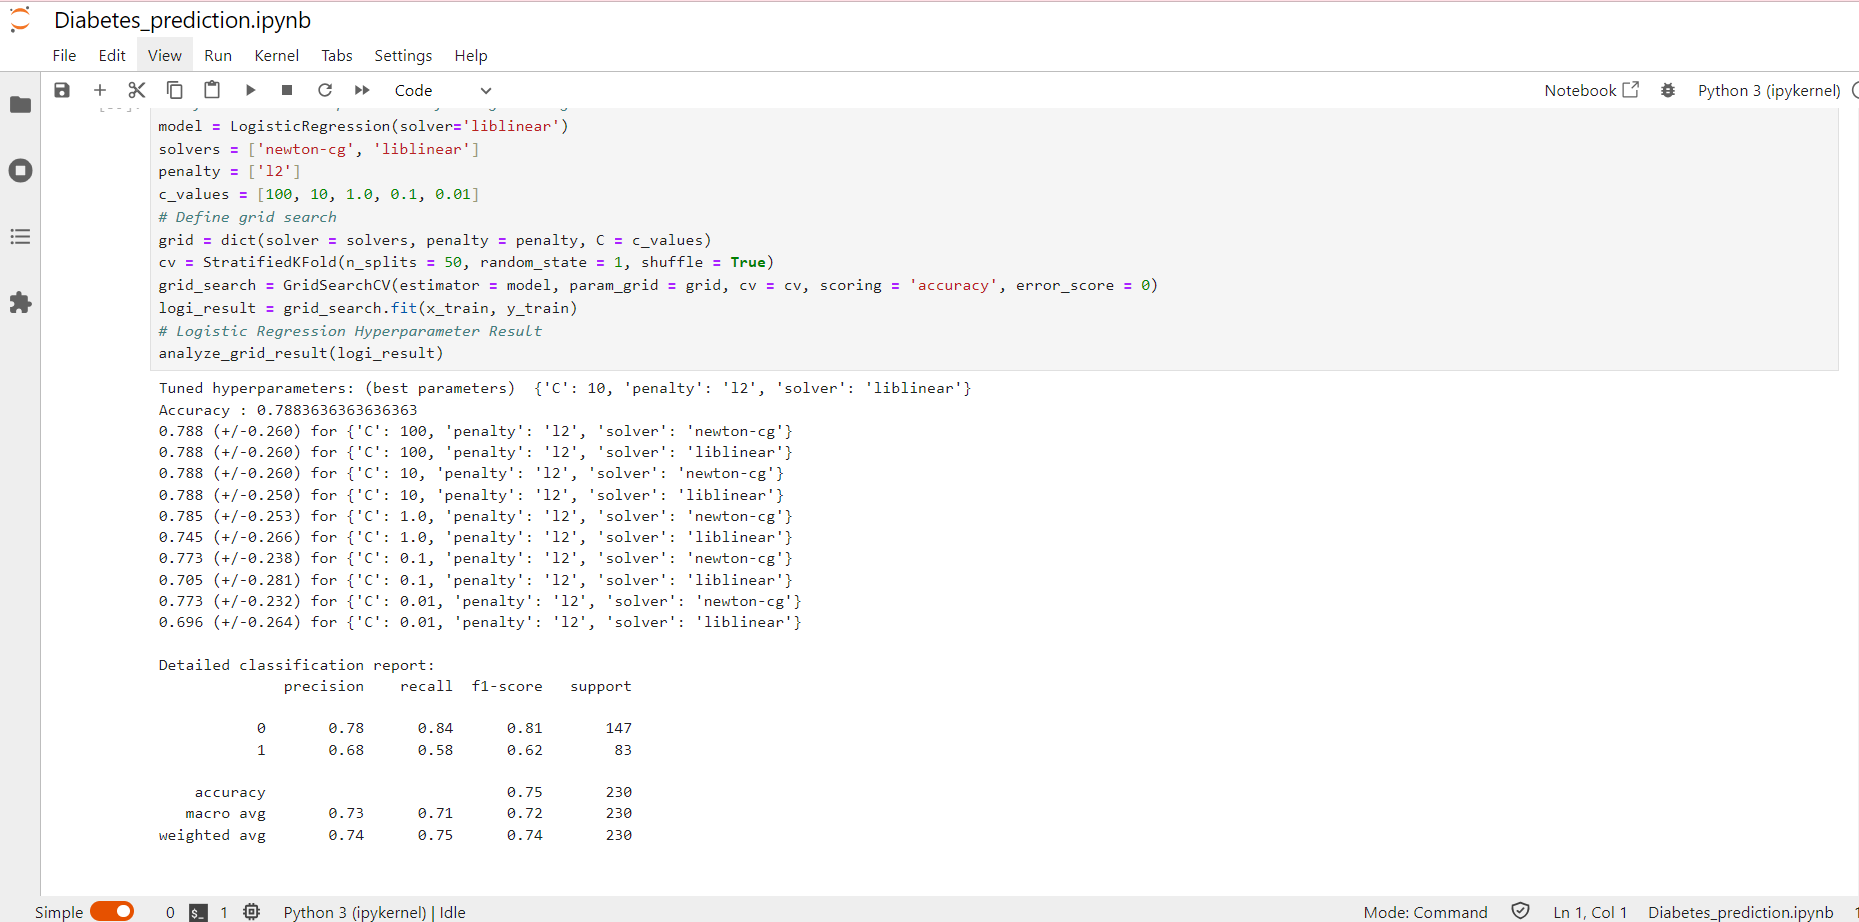 Diabetes_prediction.ipynb
File Edit View Run Kernel Tabs Settings Help
Code Notebook Python 3 (ipykernel)
model = LogisticRegression(solver='liblinear')
solvers = ['newton-cg', 'liblinear']
penalty = ['l2']
c_values = [100, 10, 1.0, 0.1, 0.01]
# Define grid search
grid = dict(solver = solvers, penalty = penalty, C = c_values)
cv = StratifiedKFold(n_splits = 50, random_state = 1, shuffle = True)
grid_search = GridSearchCV(estimator = model, param_grid = grid, cv = cv, scoring = 'accuracy', error_score = 0)
logi_result = grid_search.fit(x_train, y_train)
# Logistic Regression Hyperparameter Result
analyze_grid_result(logi_result)
Tuned hyperparameters: (best parameters)  {'C': 10, 'penalty': 'l2', 'solver': 'liblinear'}
Accuracy : 0.7883636363636363
0.788 (+/-0.260) for {'C': 100, 'penalty': 'l2', 'solver': 'newton-cg'}
0.788 (+/-0.260) for {'C': 100, 'penalty': 'l2', 'solver': 'liblinear'}
0.788 (+/-0.260) for {'C': 10, 'penalty': 'l2', 'solver': 'newton-cg'}
0.788 (+/-0.250) for {'C': 10, 'penalty': 'l2', 'solver': 'liblinear'}
0.785 (+/-0.253) for {'C': 1.0, 'penalty': 'l2', 'solver': 'newton-cg'}
0.745 (+/-0.266) for {'C': 1.0, 'penalty': 'l2', 'solver': 'liblinear'}
0.773 (+/-0.238) for {'C': 0.1, 'penalty': 'l2', 'solver': 'newton-cg'}
0.705 (+/-0.281) for {'C': 0.1, 'penalty': 'l2', 'solver': 'liblinear'}
0.773 (+/-0.232) for {'C': 0.01, 'penalty': 'l2', 'solver': 'newton-cg'}
0.696 (+/-0.264) for {'C': 0.01, 'penalty': 'l2', 'solver': 'liblinear'}
Detailed classification report:
precision recall f1-score support
0 0.78 0.84 0.81 147
1 0.68 0.58 0.62 83
accuracy 0.75 230
macro avg 0.73 0.71 0.72 230
weighted avg 0.74 0.75 0.74 230
Simple 0 $_ 1 Python 3 (ipykernel) | Idle Mode: Command Ln 1, Col 1 Diabetes_prediction.ipynb